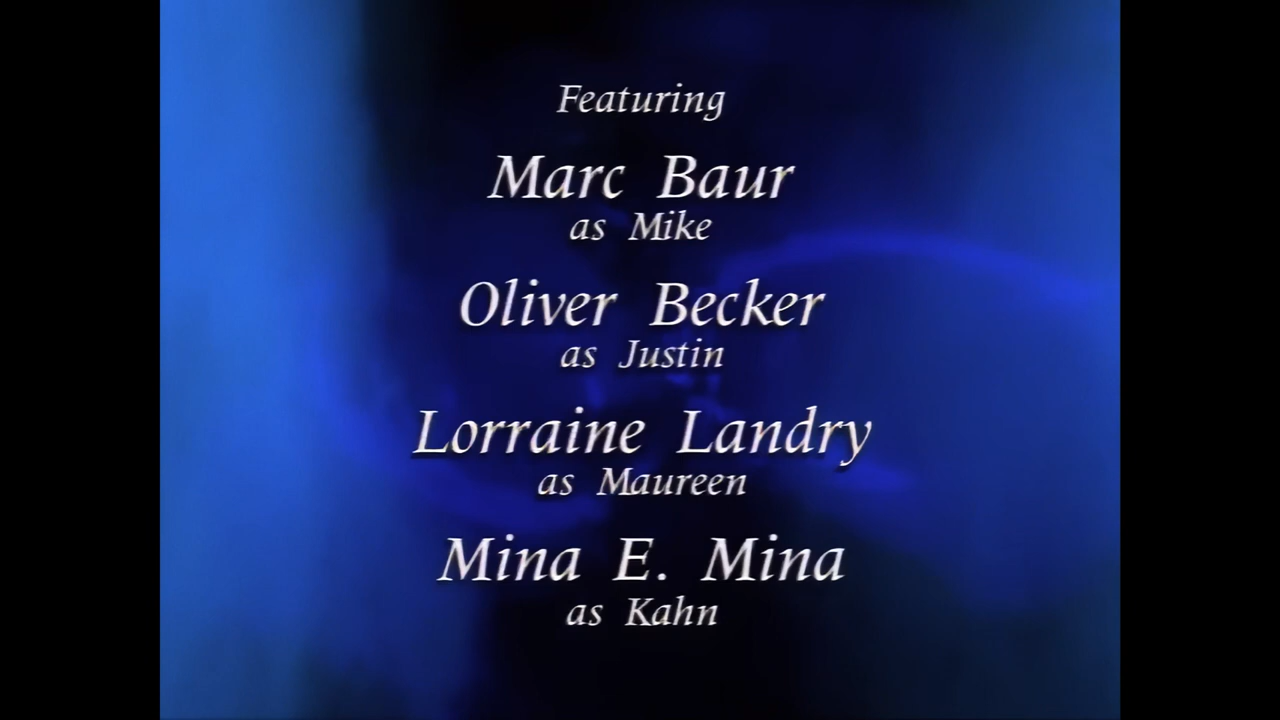 Featuring
Marc Baur
as Mike
Oliver Becker
as Justin
Lorraine Landry
as Maureen
Mina E. Mina
as Kahn